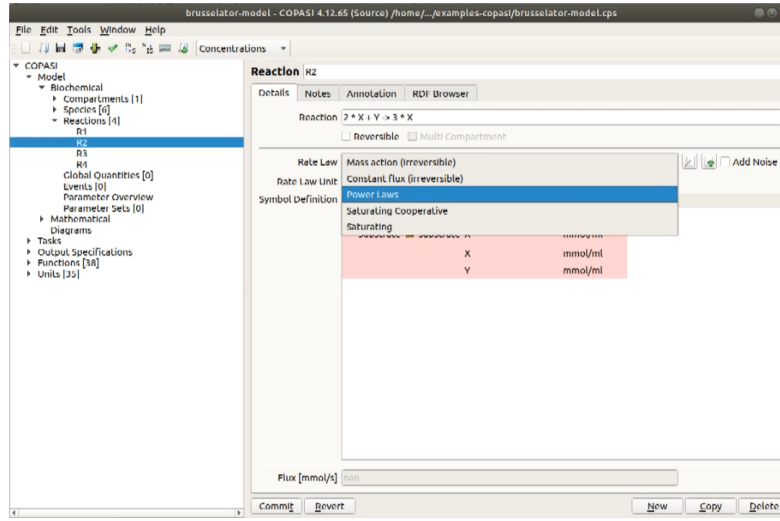 brusselator-model - COPASI 4.12.65 (Source) /home/.../examples-copasi/brusselator-model.cps
File Edit Tools Window Help
Concentrations
COPASI
Model
Biochemical
Compartments [1]
Species [6]
Reactions [4]
R1
R2
R3
R4
Global Quantities [0]
Events [0]
Parameter Overview
Parameter Sets [0]
Mathematical
Diagrams
Tasks
Output Specifications
Functions [38]
Units [35]
Reaction R2
Details Notes Annotation RDF Browser
Reaction 2 * X + Y -> 3 * X
Reversible Multi Compartment
Rate Law Mass action (irreversible) Add Noise
Rate Law Unit Constant flux (irreversible)
Symbol Definition Power Laws
Saturating Cooperative
Saturating
Substrate substrate X mmol/ml
X mmol/ml
Y mmol/ml
Flux [mmol/s] nan
Commit Revert New Copy Delete